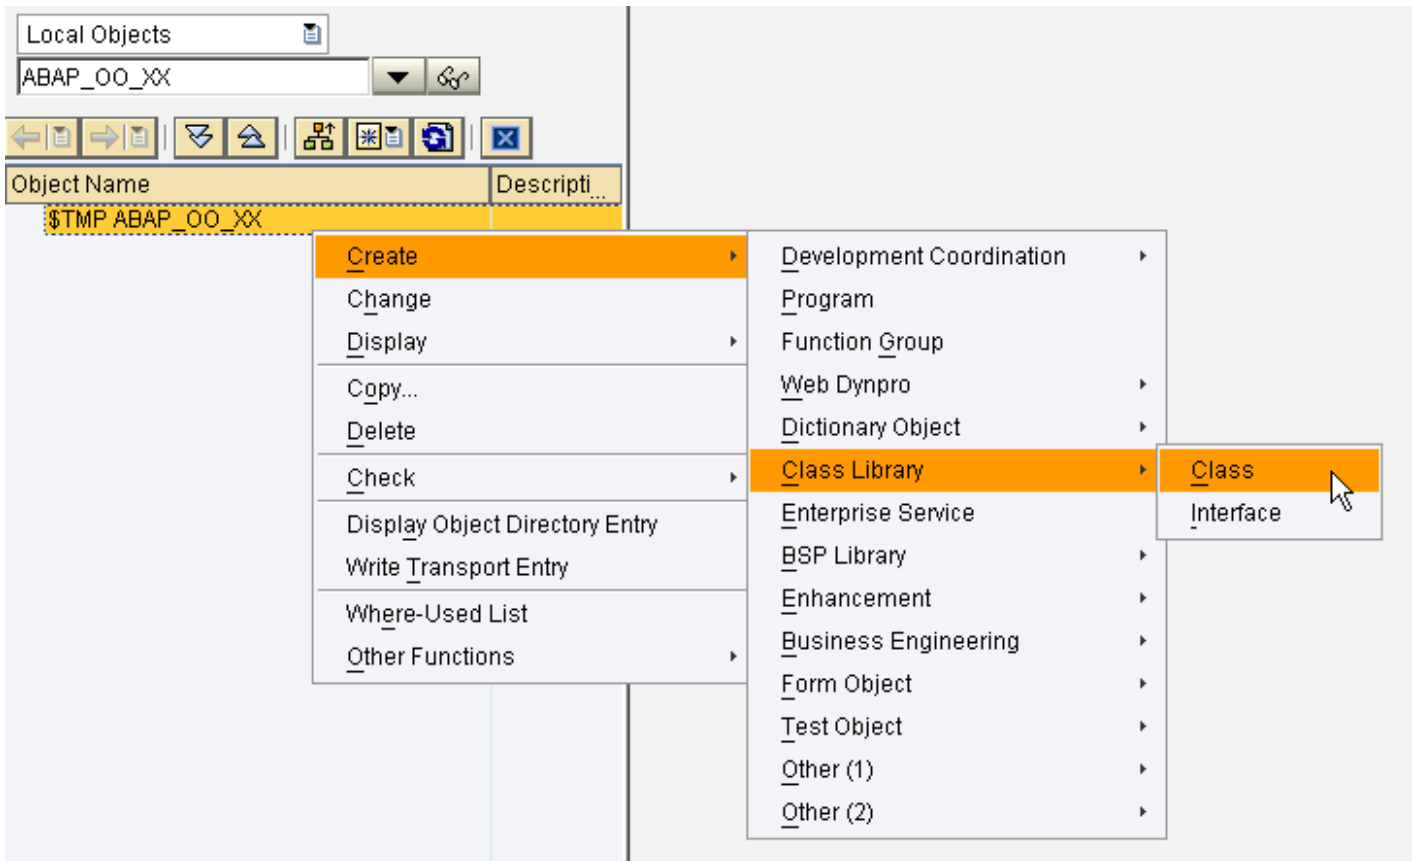 Local Objects
ABAP_OO_XX
Object Name Descripti...
$TMP ABAP_OO_XX
Create
Change
Display
Copy...
Delete
Check
Display Object Directory Entry
Write Transport Entry
Where-Used List
Other Functions
Development Coordination
Program
Function Group
Web Dynpro
Dictionary Object
Class Library
Enterprise Service
BSP Library
Enhancement
Business Engineering
Form Object
Test Object
Other (1)
Other (2)
Class
Interface